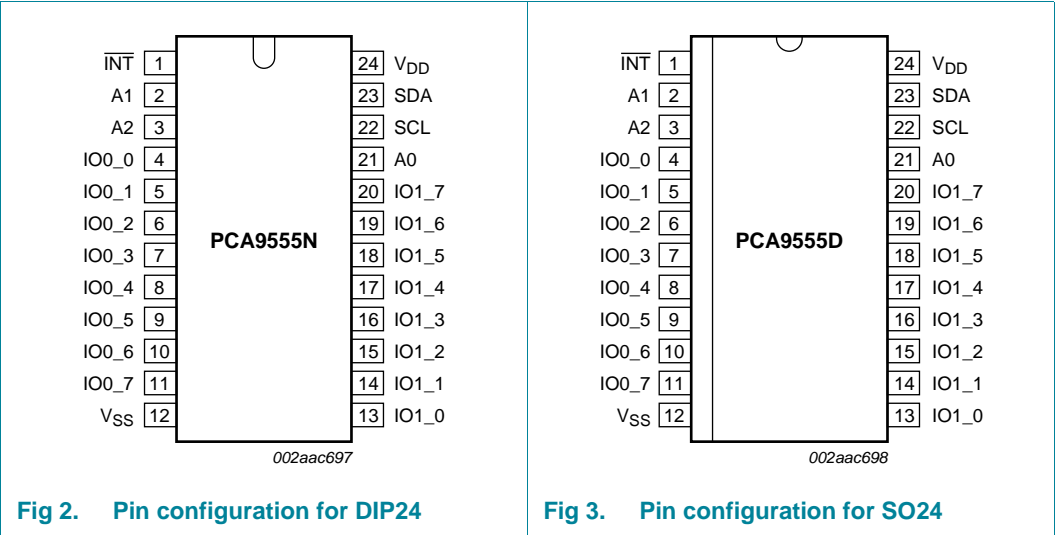 INT 1 24 VDD
A1 2 23 SDA
A2 3 22 SCL
IO0_0 4 21 A0
IO0_1 5 20 IO1_7
IO0_2 6 19 IO1_6
PCA9555N
IO0_3 7 18 IO1_5
IO0_4 8 17 IO1_4
IO0_5 9 16 IO1_3
IO0_6 10 15 IO1_2
IO0_7 11 14 IO1_1
VSS 12 13 IO1_0
002aac697
Fig 2. Pin configuration for DIP24
INT 1 24 VDD
A1 2 23 SDA
A2 3 22 SCL
IO0_0 4 21 A0
IO0_1 5 20 IO1_7
IO0_2 6 19 IO1_6
PCA9555D
IO0_3 7 18 IO1_5
IO0_4 8 17 IO1_4
IO0_5 9 16 IO1_3
IO0_6 10 15 IO1_2
IO0_7 11 14 IO1_1
VSS 12 13 IO1_0
002aac698
Fig 3. Pin configuration for SO24